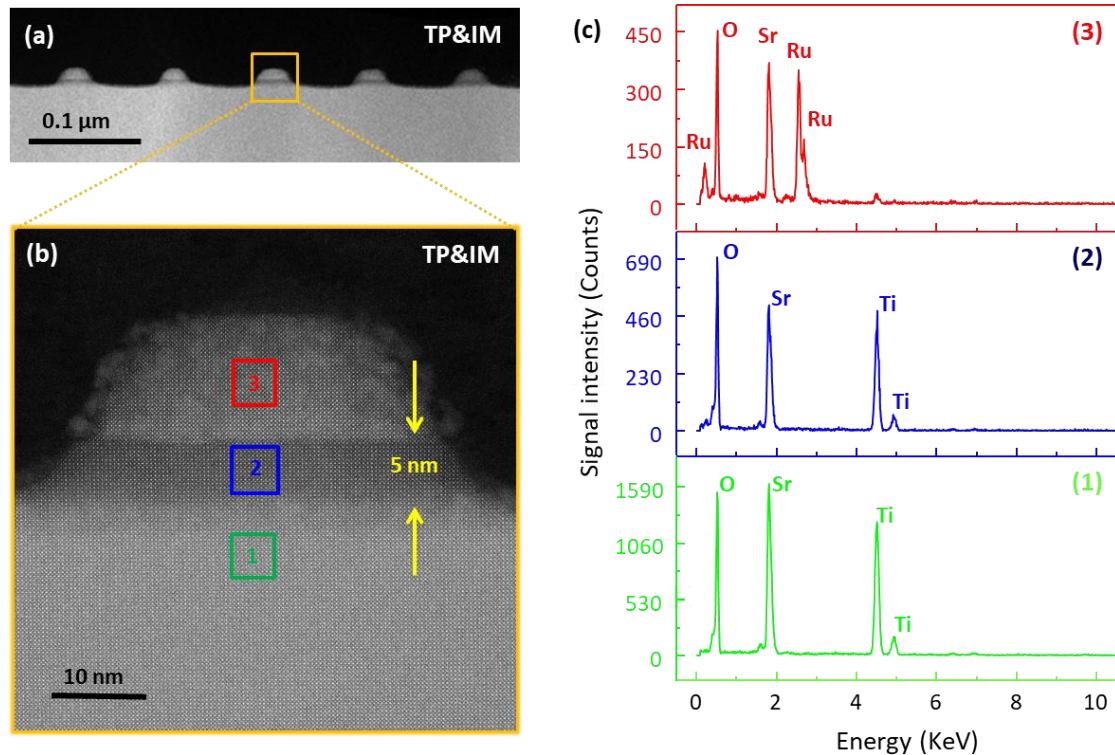 (a)
TP&IM
0.1 µm
(b)
TP&IM
3
2
5 nm
1
10 nm
(c)
Signal intensity (Counts)
450
300
150
0
Ru
O
Sr
Ru
Ru
(3)
690
460
230
0
O
Sr
Ti
Ti
(2)
1590
1060
530
0
O
Sr
Ti
Ti
(1)
0 2 4 6 8 10
Energy (KeV)